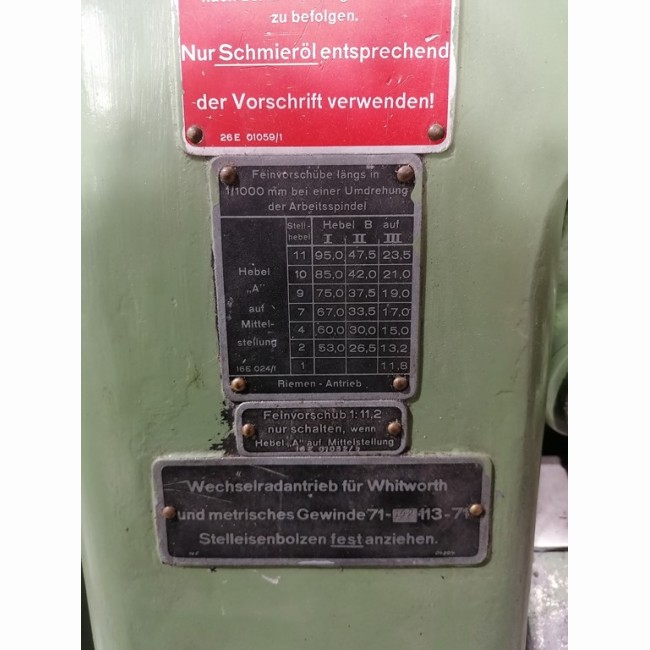 zu befolgen.
Nur Schmieröl entsprechend
der Vorschrift verwenden!
26 E 01059/1
Feinvorschübe längs in
1/1000 mm bei einer Umdrehung
der Arbeitsspindel
Hebel „A" auf Mittel-stellung
Stell-hebel Hebel B auf
I II III
11 95,0 47,5 23,5
10 85,0 42,0 21,0
9 75,0 37,5 19,0
7 67,0 33,5 17,0
4 60,0 30,0 15,0
2 53,0 26,5 13,2
1 11,8
16E 024/1
Riemen-Antrieb
Feinvorschub 1:11,2
nur schalten, wenn
Hebel „A" auf Mittelstellung
Wechselradantrieb für Whitworth
und metrisches Gewinde 71- -113-71
Stelleisenbolzen fest anziehen.